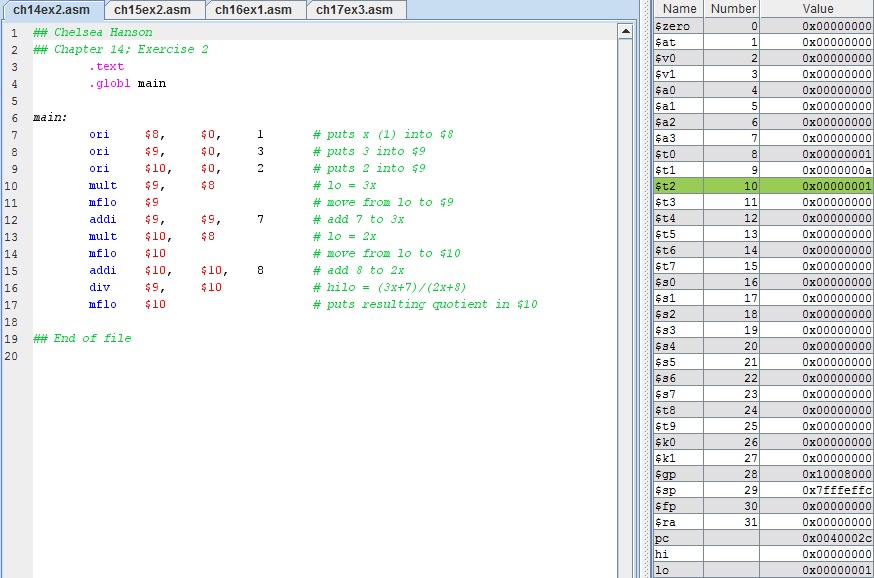 ch14ex2.asm ch15ex2.asm ch16ex1.asm ch17ex3.asm
1 ## Chelsea Hanson
2 ## Chapter 14; Exercise 2
3 .text
4 .globl main
5
6 main:
7 ori $8, $0, 1 # puts x (1) into $8
8 ori $9, $0, 3 # puts 3 into $9
9 ori $10, $0, 2 # puts 2 into $9
10 mult $9, $8 # lo = 3x
11 mflo $9 # move from lo to $9
12 addi $9, $9, 7 # add 7 to 3x
13 mult $10, $8 # lo = 2x
14 mflo $10 # move from lo to $10
15 addi $10, $10, 8 # add 8 to 2x
16 div $9, $10 # hilo = (3x+7)/(2x+8)
17 mflo $10 # puts resulting quotient in $10
18
19 ## End of file
20
Name Number Value
$zero 0 0x00000000
$at 1 0x00000000
$v0 2 0x00000000
$v1 3 0x00000000
$a0 4 0x00000000
$a1 5 0x00000000
$a2 6 0x00000000
$a3 7 0x00000000
$t0 8 0x00000001
$t1 9 0x0000000a
$t2 10 0x00000001
$t3 11 0x00000000
$t4 12 0x00000000
$t5 13 0x00000000
$t6 14 0x00000000
$t7 15 0x00000000
$s0 16 0x00000000
$s1 17 0x00000000
$s2 18 0x00000000
$s3 19 0x00000000
$s4 20 0x00000000
$s5 21 0x00000000
$s6 22 0x00000000
$s7 23 0x00000000
$t8 24 0x00000000
$t9 25 0x00000000
$k0 26 0x00000000
$k1 27 0x00000000
$gp 28 0x10008000
$sp 29 0x7fffeffc
$fp 30 0x00000000
$ra 31 0x00000000
pc 0x0040002c
hi 0x00000000
lo 0x00000001